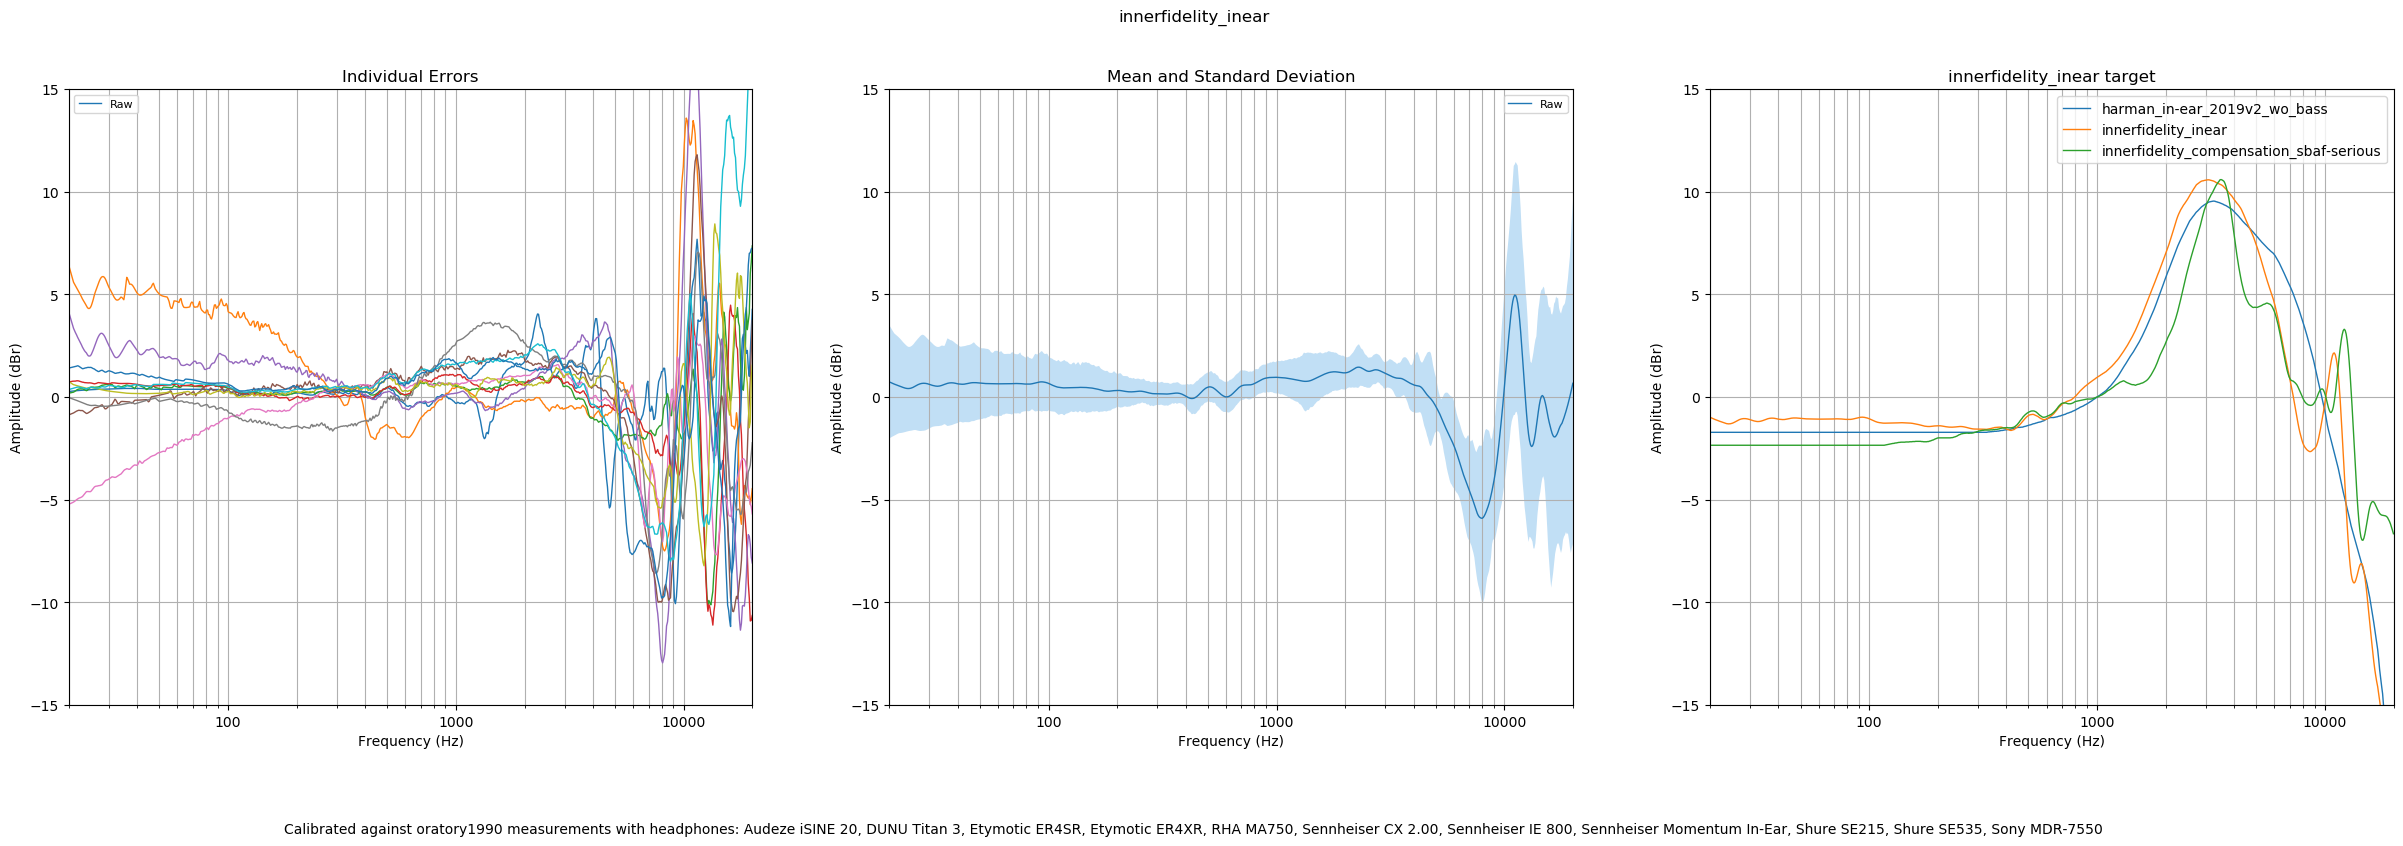 innerfidelity_inear
Individual Errors
Raw
15
10
5
0
−5
−10
−15
100
1000
10000
Amplitude (dBr)
Frequency (Hz)
Mean and Standard Deviation
Raw
15
10
5
0
−5
−10
−15
100
1000
10000
Amplitude (dBr)
Frequency (Hz)
innerfidelity_inear target
harman_in-ear_2019v2_wo_bass
innerfidelity_inear
innerfidelity_compensation_sbaf-serious
15
10
5
0
−5
−10
−15
100
1000
10000
Amplitude (dBr)
Frequency (Hz)
Calibrated against oratory1990 measurements with headphones: Audeze iSINE 20, DUNU Titan 3, Etymotic ER4SR, Etymotic ER4XR, RHA MA750, Sennheiser CX 2.00, Sennheiser IE 800, Sennheiser Momentum In-Ear, Shure SE215, Shure SE535, Sony MDR-7550